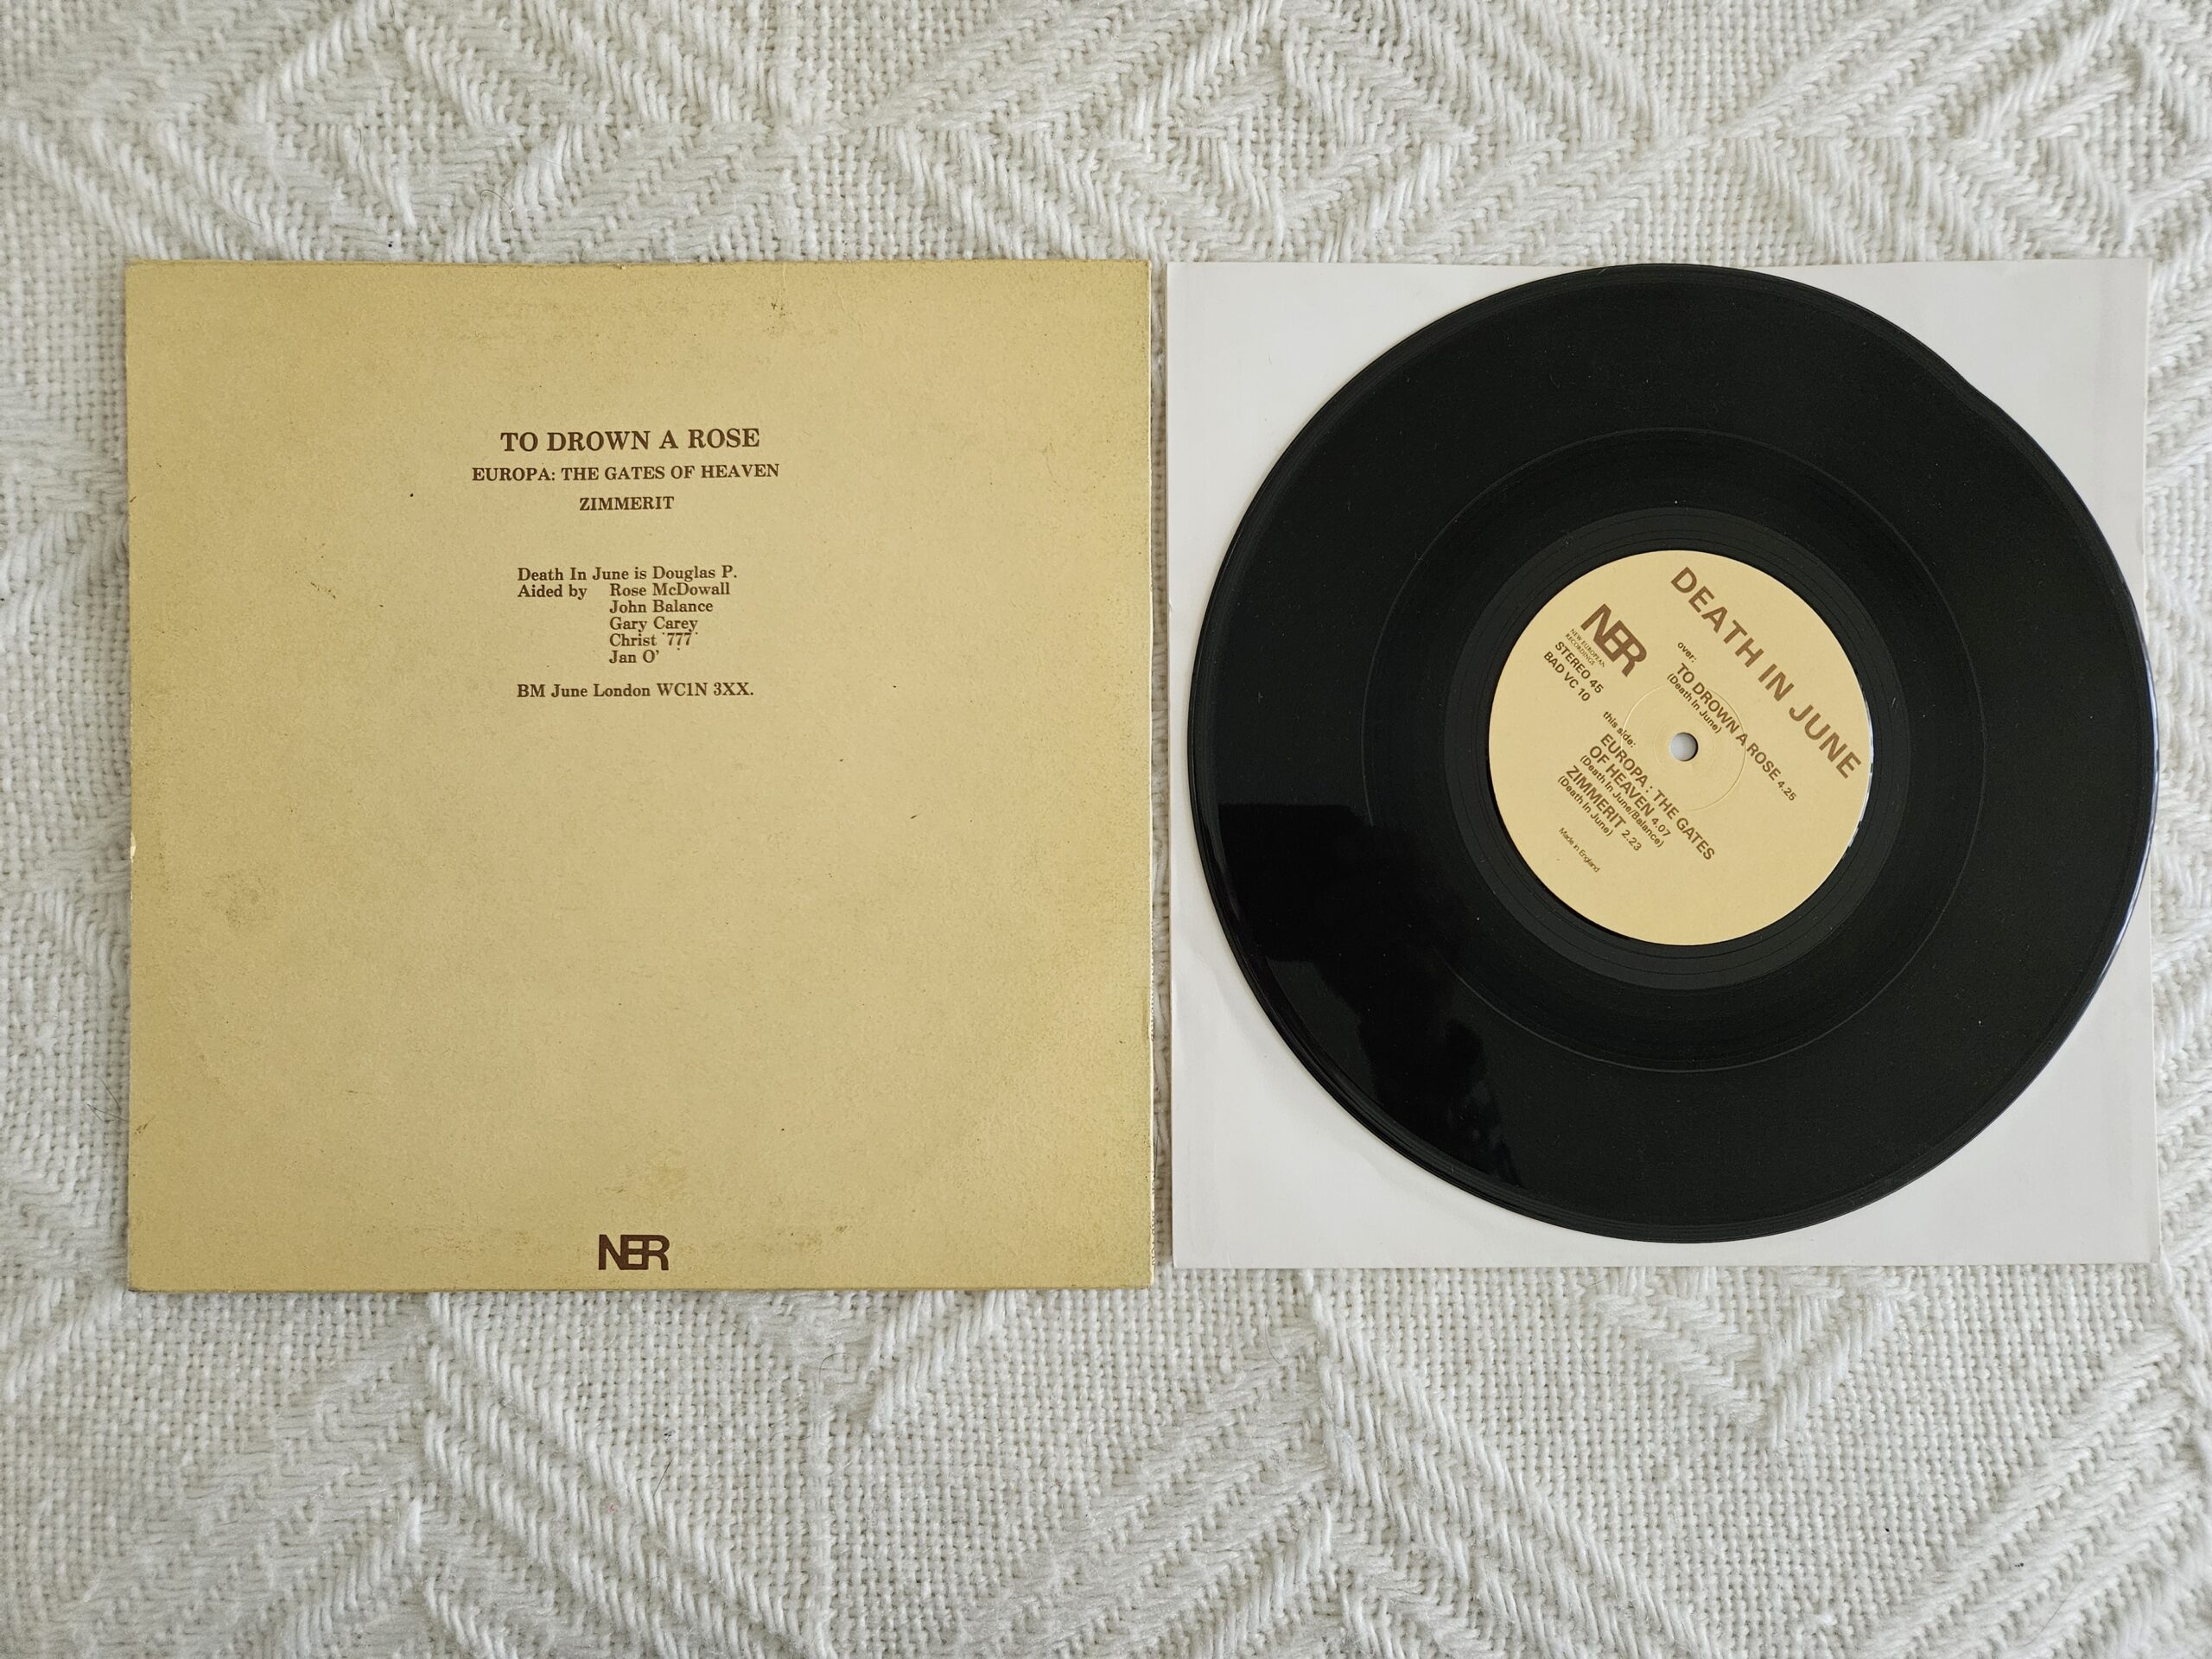 TO DROWN A ROSE
EUROPA: THE GATES OF HEAVEN
ZIMMERIT
Death In June is Douglas P.
Aided by Rose McDowall
John Balance
Gary Carey
Christ '777'
Jan O'
BM June London WC1N 3XX.
NER
DEATH IN JUNE
NER
NEW EUROPEAN
RECORDINGS
STEREO 45
BAD VC 10
over:
TO DROWN A ROSE 4.25
(Death In June)
this side:
EUROPA : THE GATES
OF HEAVEN 4.07
(Death In June/Balance)
ZIMMERIT 2.23
(Death In June)
Made in England